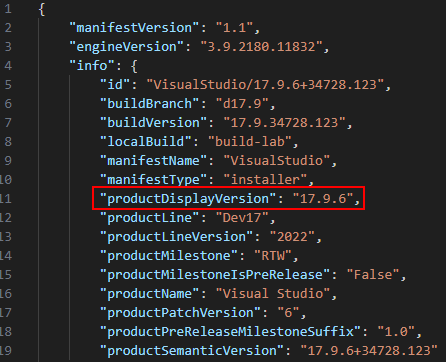 1 {
2 "manifestVersion": "1.1",
3 "engineVersion": "3.9.2180.11832",
4 "info": {
5 "id": "VisualStudio/17.9.6+34728.123",
6 "buildBranch": "d17.9",
7 "buildVersion": "17.9.34728.123",
8 "localBuild": "build-lab",
9 "manifestName": "VisualStudio",
10 "manifestType": "installer",
11 "productDisplayVersion": "17.9.6",
12 "productLine": "Dev17",
13 "productLineVersion": "2022",
14 "productMilestone": "RTW",
15 "productMilestoneIsPreRelease": "False",
16 "productName": "Visual Studio",
17 "productPatchVersion": "6",
18 "productPreReleaseMilestoneSuffix": "1.0",
19 "productSemanticVersion": "17.9.6+34728.123